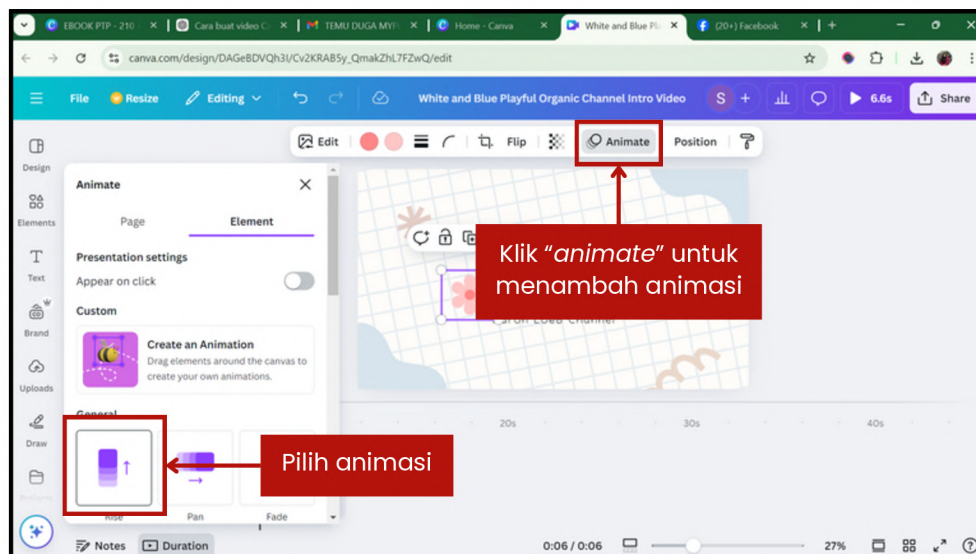 EBOOK PTP - 210
Cara buat video C
TEMU DUGA MYF
Home - Canva
White and Blue Pl
(20+) Facebook
canva.com/design/DAGeBDVQh3I/Cv2KRAB5y_QmakZhL7FZwQ/edit
File
Resize
Editing
White and Blue Playful Organic Channel Intro Video
S
6.6s
Share
Edit
Flip
Animate
Position
Design
Elements
Text
Brand
Uploads
Draw
Animate
Page
Element
Presentation settings
Appear on click
Custom
Create an Animation
Drag elements around the canvas to
create your own animations.
General
Rise
Pan
Fade
Klik “animate” untuk
menambah animasi
Channel
Pilih animasi
20s
30s
40s
Notes
Duration
0:06 / 0:06
27%